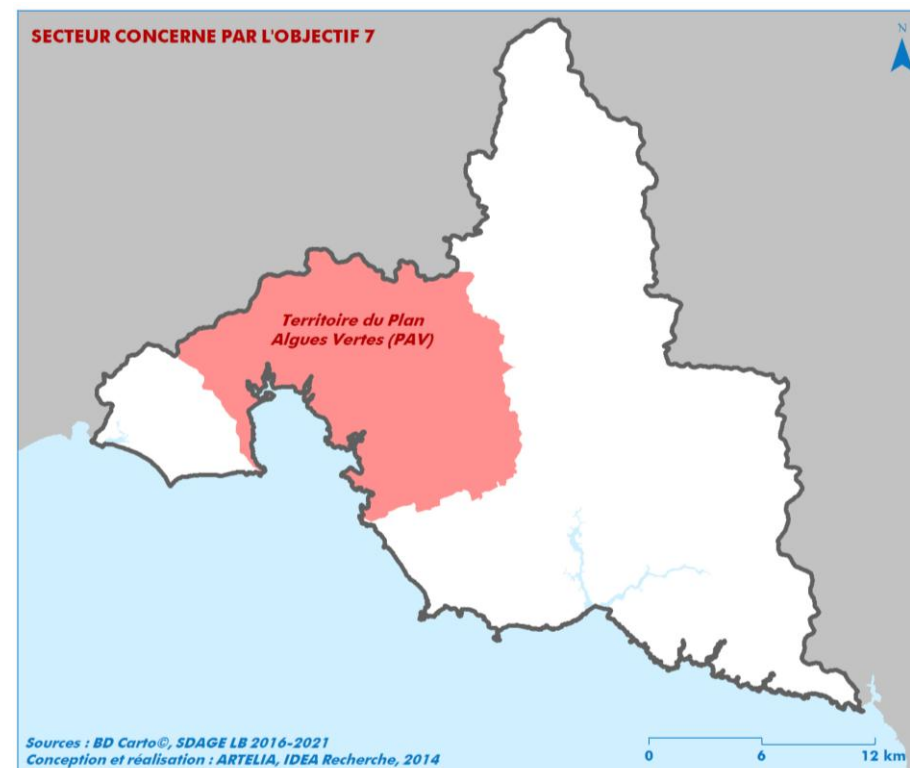 SECTEUR CONCERNE PAR L'OBJECTIF 7
N
Territoire du Plan
Algues Vertes (PAV)
Sources : BD Carto©, SDAGE LB 2016-2021
Conception et réalisation : ARTELIA, IDEA Recherche, 2014
0 6 12 km